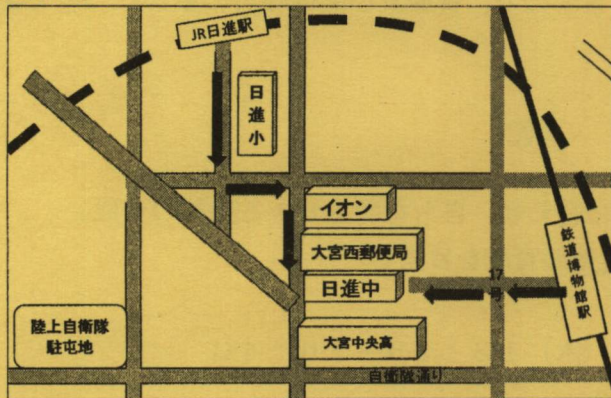 JR日進駅
日進小
イオン
大宮西郵便局
日進中
17号
鉄道博物館駅
陸上自衛隊
駐屯地
大宮中央高
自衛隊通り